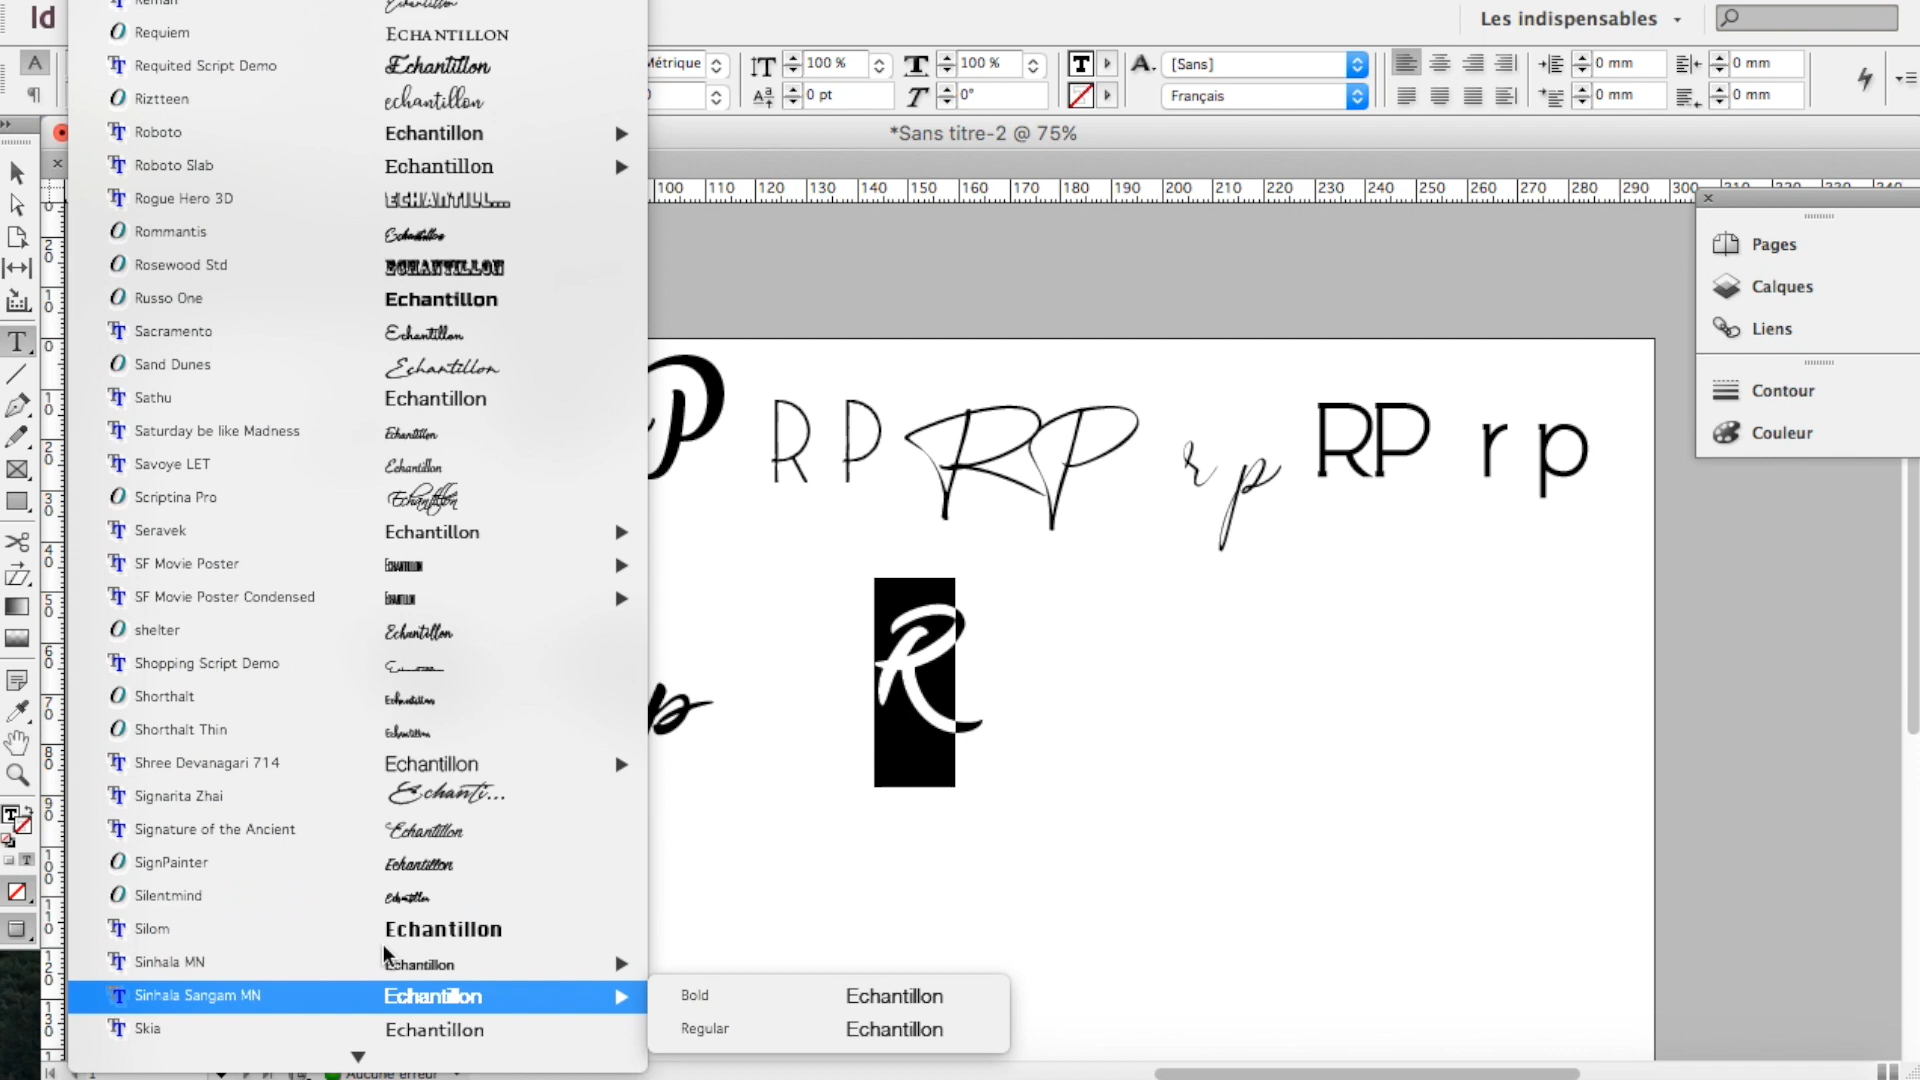 Id
Les indispensables
Requiem ECHANTILLON
Requited Script Demo Echantillon
Riztteen echantillon
Roboto Echantillon
Roboto Slab Echantillon
Rogue Hero 3D ECHANTILL...
Rommantis Echantillon
Rosewood Std ECHANTILLON
Russo One Echantillon
Sacramento Echantillon
Sand Dunes Echantillon
Sathu Echantillon
Saturday be like Madness Echantillon
Savoye LET Echantillon
Scriptina Pro Echantillon
Seravek Echantillon
SF Movie Poster ECHANTILLON
SF Movie Poster Condensed ECHANTILLON
shelter Echantillon
Shopping Script Demo
Shorthalt Echantillon
Shorthalt Thin Echantillon
Shree Devanagari 714 Echantillon
Signarita Zhai Echanti...
Signature of the Ancient Echantillon
SignPainter Echantillon
Silentmind Echantillon
Silom Echantillon
Sinhala MN Echantillon
Sinhala Sangam MN Echantillon
Skia Echantillon
Bold Echantillon
Regular Echantillon
Métrique 100 % 100 % [Sans] 0 mm 0 mm
0 pt 0° Français 0 mm 0 mm
*Sans titre-2 @ 75%
100 110 120 130 140 150 160 170 180 190 200 210 220 230 240 250 260 270 280 290 300
Pages
Calques
Liens
Contour
Couleur
P R P RP r p RP r p
p R
Aucune erreur